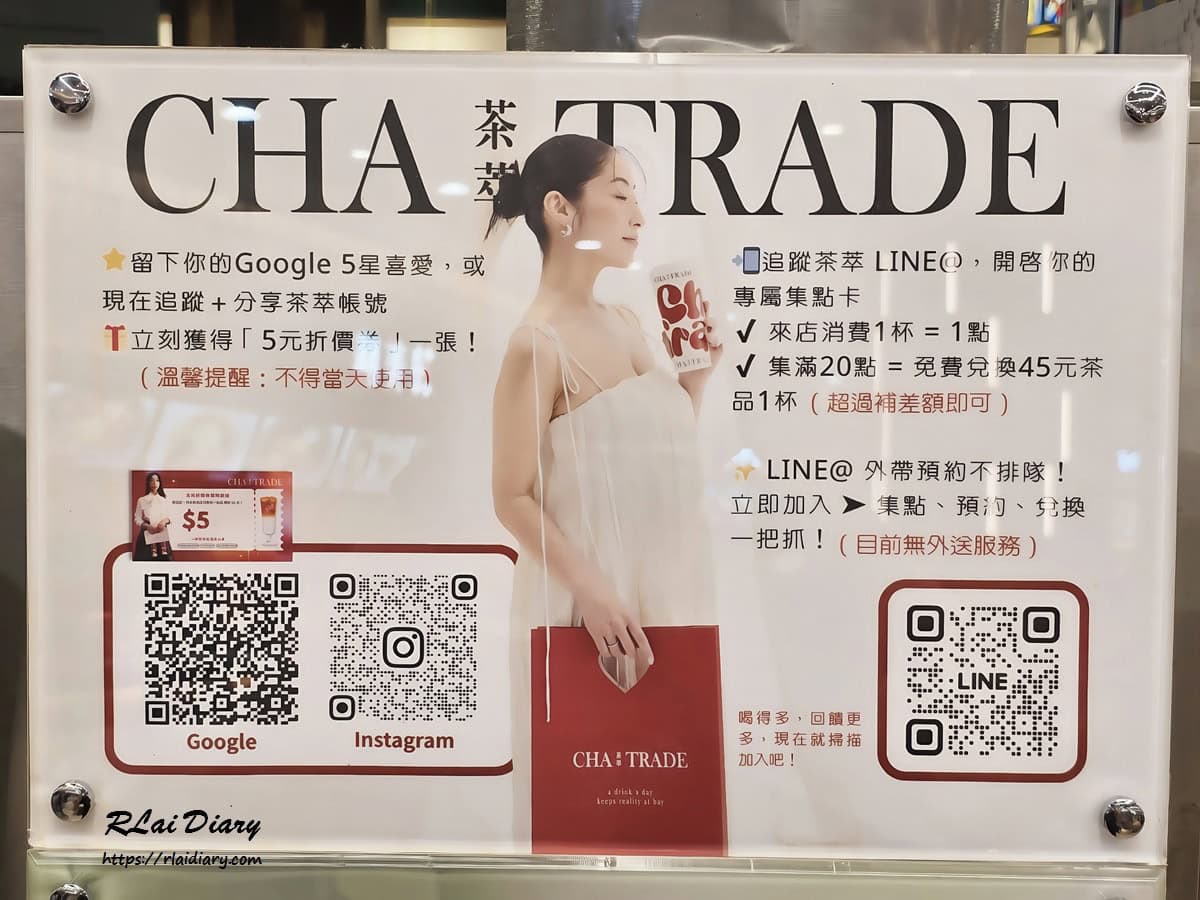 CHA 茶萃 TRADE
⭐留下你的Google 5星喜愛，或
現在追蹤＋分享茶萃帳號
🎁立刻獲得「5元折價券」一張！
（溫馨提醒：不得當天使用）
CHA TRADE
$5
Google
Instagram
📲追蹤茶萃 LINE@，開啓你的
專屬集點卡
✔ 來店消費1杯 = 1點
✔ 集滿20點 = 免費兌換45元茶
品1杯（超過補差額即可）
✨ LINE@ 外帶預約不排隊！
立即加入 ➤ 集點、預約、兌換
一把抓！（目前無外送服務）
LINE
喝得多，回饋更
多，現在就掃描
加入吧！
CHA 茶萃 TRADE
a drink a day
keeps reality at bay
RLai Diary
https://rlaidiary.com